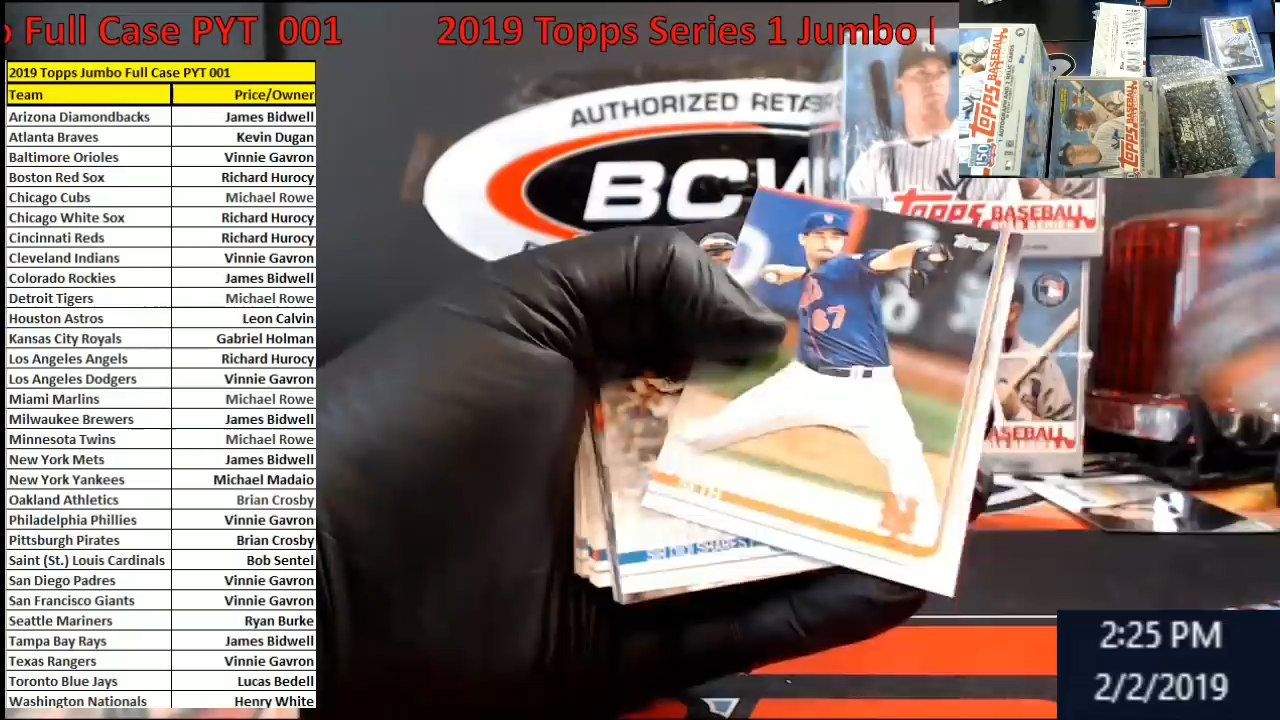 Full Case PYT 001 2019 Topps Series 1 Jumbo
2019 Topps Jumbo Full Case PYT 001
Team Price/Owner
Arizona Diamondbacks James Bidwell
Atlanta Braves Kevin Dugan
Baltimore Orioles Vinnie Gavron
Boston Red Sox Richard Hurocy
Chicago Cubs Michael Rowe
Chicago White Sox Richard Hurocy
Cincinnati Reds Richard Hurocy
Cleveland Indians Vinnie Gavron
Colorado Rockies James Bidwell
Detroit Tigers Michael Rowe
Houston Astros Leon Calvin
Kansas City Royals Gabriel Holman
Los Angeles Angels Richard Hurocy
Los Angeles Dodgers Vinnie Gavron
Miami Marlins Michael Rowe
Milwaukee Brewers James Bidwell
Minnesota Twins Michael Rowe
New York Mets James Bidwell
New York Yankees Michael Madaio
Oakland Athletics Brian Crosby
Philadelphia Phillies Vinnie Gavron
Pittsburgh Pirates Brian Crosby
Saint (St.) Louis Cardinals Bob Sentel
San Diego Padres Vinnie Gavron
San Francisco Giants Vinnie Gavron
Seattle Mariners Ryan Burke
Tampa Bay Rays James Bidwell
Texas Rangers Vinnie Gavron
Toronto Blue Jays Lucas Bedell
Washington Nationals Henry White
AUTHORIZED
BCW
Topps BASEBALL
Topps
67
Topps BASEBALL
150
Topps BASEBALL
2:25 PM
2/2/2019